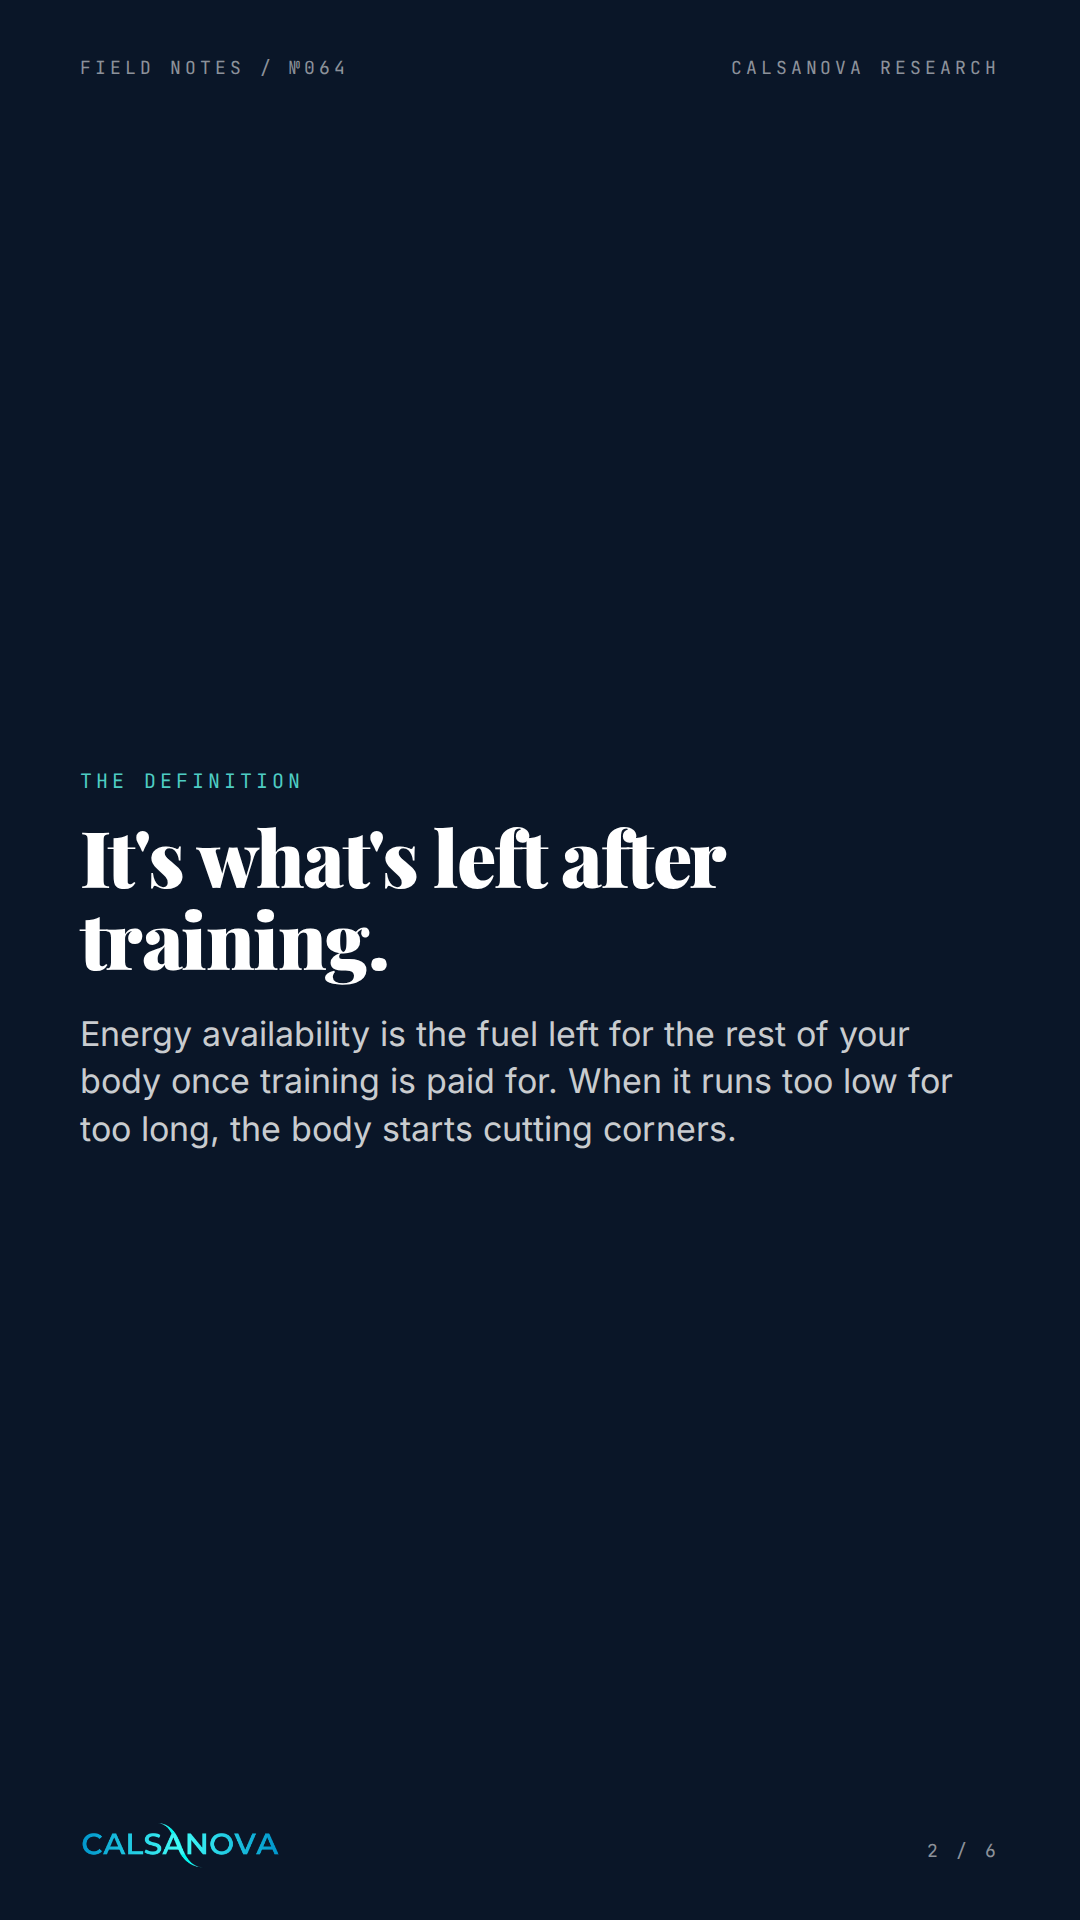 FIELD NOTES / №064
CALSANOVA RESEARCH
THE DEFINITION
It's what's left after
training.
Energy availability is the fuel left for the rest of your
body once training is paid for. When it runs too low for
too long, the body starts cutting corners.
CALSANOVA
2 / 6